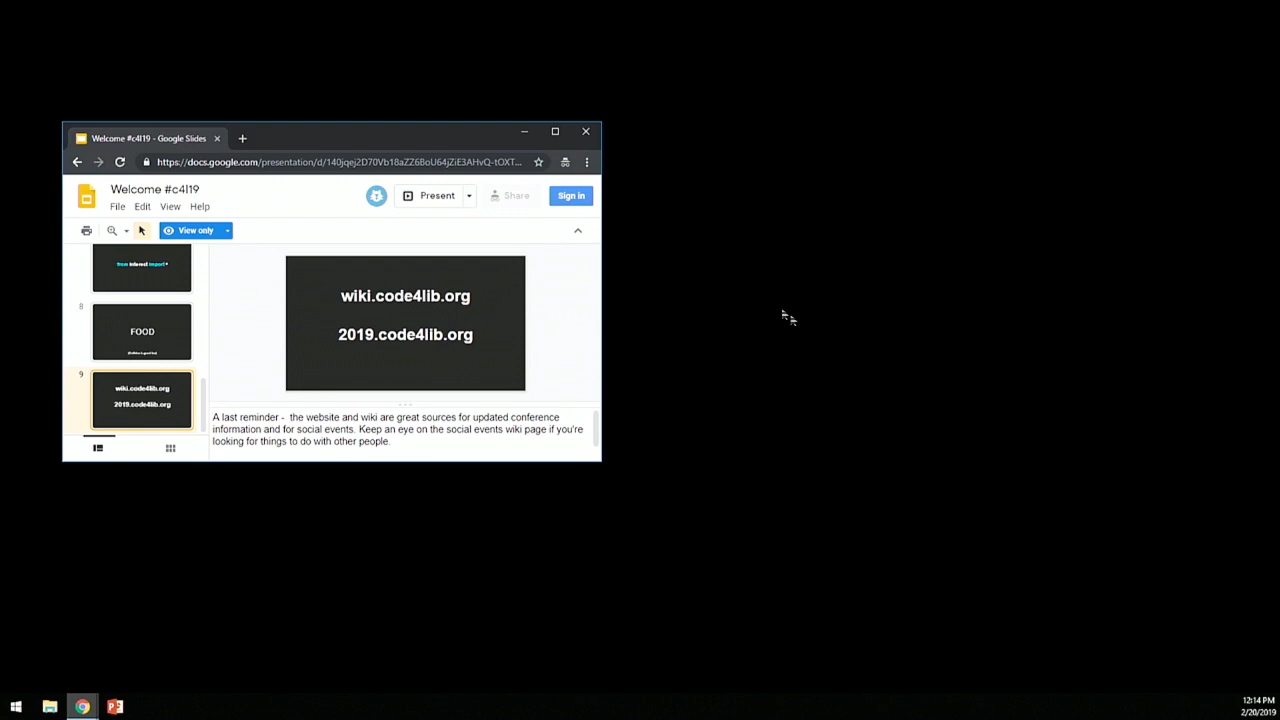 Welcome #c4l19 - Google Slides
https://docs.google.com/presentation/d/140jqej2D70Vb18aZZ6BoU64jZiE3AHvQ-tOXT...
Welcome #c4l19
File Edit View Help
Present
Share
Sign in
View only
from interest import *
8
FOOD
9
wiki.code4lib.org
2019.code4lib.org
wiki.code4lib.org
2019.code4lib.org
A last reminder - the website and wiki are great sources for updated conference
information and for social events. Keep an eye on the social events wiki page if you're
looking for things to do with other people.
12:14 PM
2/20/2019